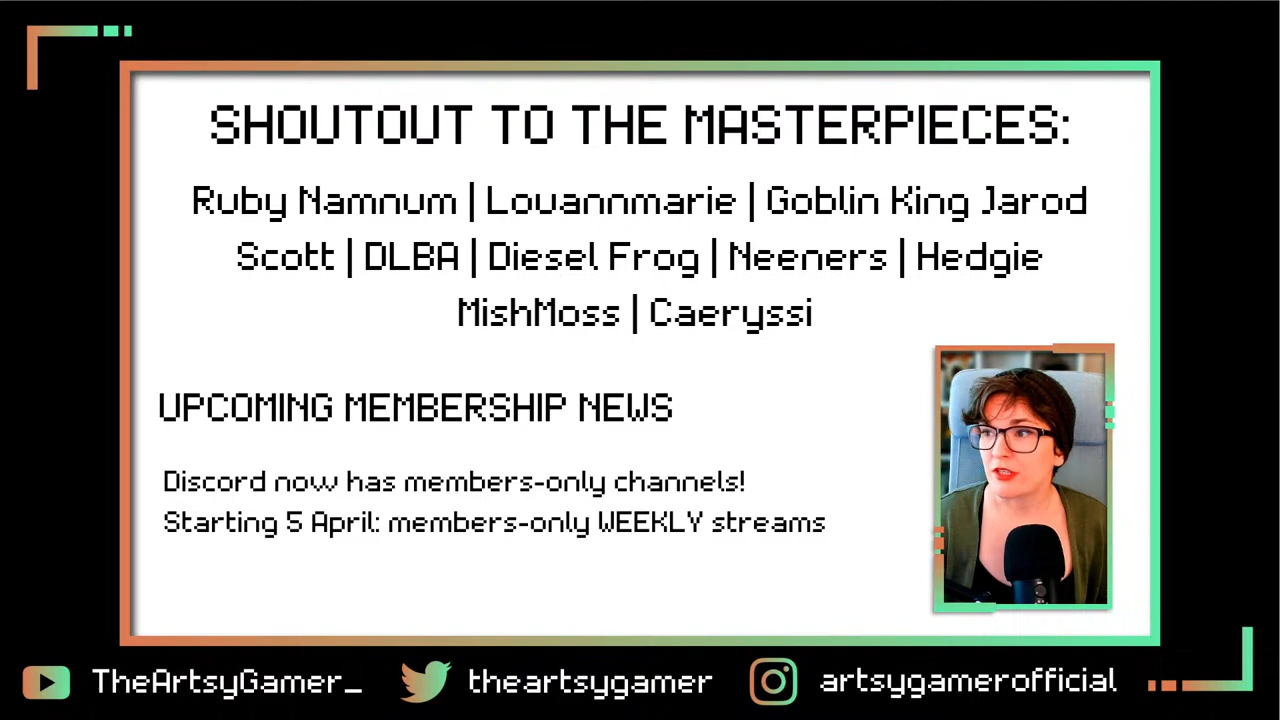 SHOUTOUT TO THE MASTERPIECES:
Ruby Namnum | Louannmarie | Goblin King Jarod
Scott | DLBA | Diesel Frog | Neeners | Hedgie
MishMoss | Caeryssi
UPCOMING MEMBERSHIP NEWS
Discord now has members-only channels!
Starting 5 April: members-only WEEKLY streams
TheArtsyGamer_ theartsygamer artsygamerofficial